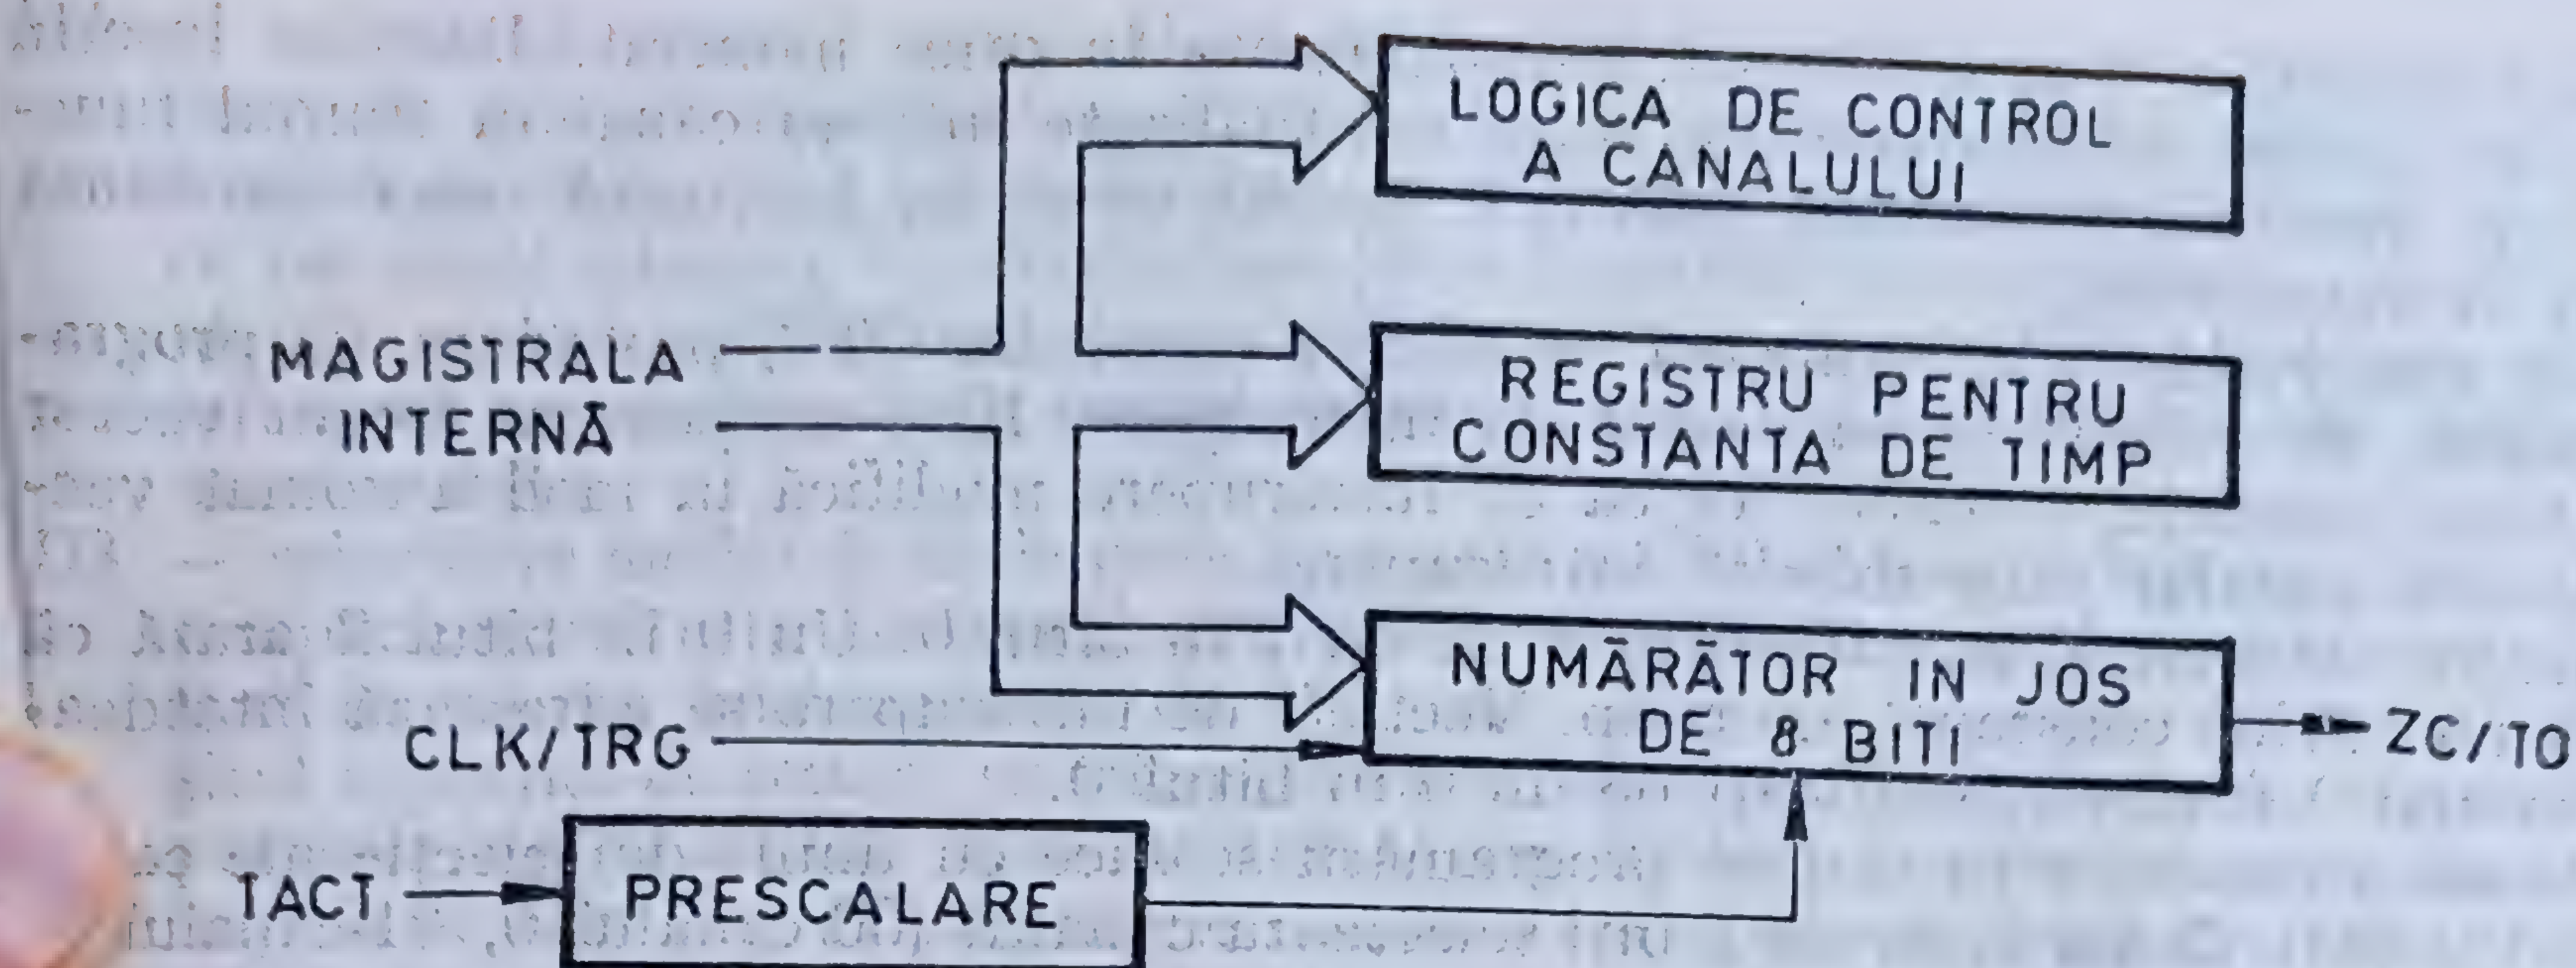 LOGICA DE CONTROL
A CANALULUI
MAGISTRALA
INTERNĂ
REGISTRU PENTRU
CONSTANTA DE TIMP
NUMĂRĂTOR IN JOS
DE 8 BITI
CLK/TRG
ZC/TO
TACT
PRESCALARE